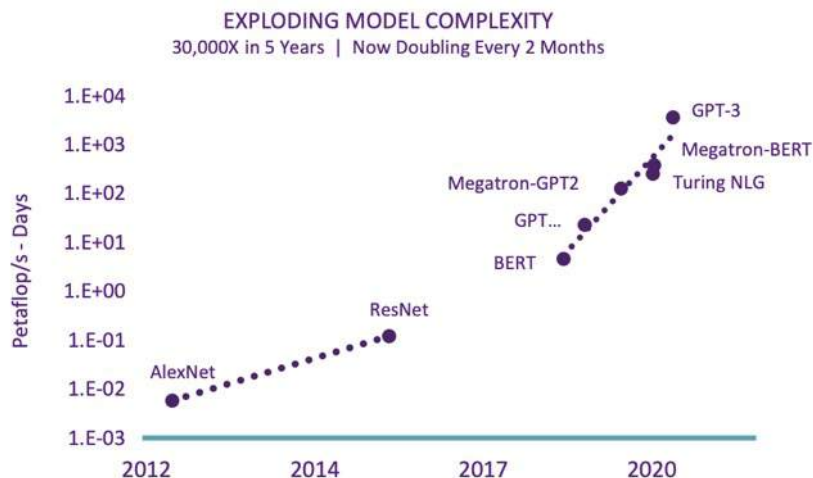 EXPLODING MODEL COMPLEXITY
30,000X in 5 Years | Now Doubling Every 2 Months
Petaflop/s - Days
1.E+04
1.E+03
1.E+02
1.E+01
1.E+00
1.E-01
1.E-02
1.E-03
GPT-3
Megatron-BERT
Megatron-GPT2
Turing NLG
GPT...
BERT
ResNet
AlexNet
2012
2014
2017
2020